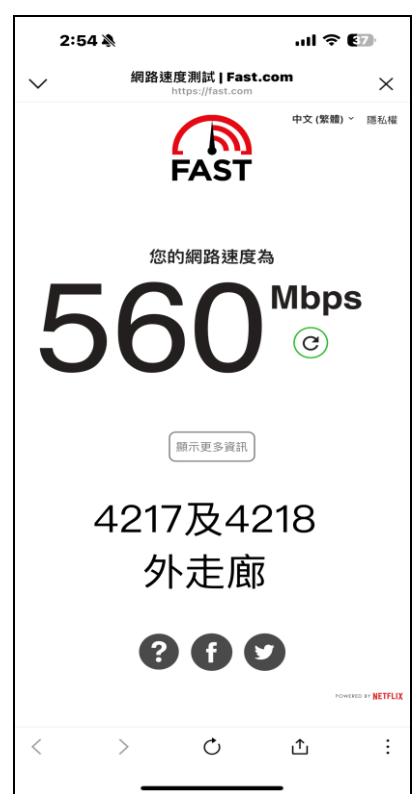 2:54
37
網路速度測試 | Fast.com
https://fast.com
中文 (繁體) 隱私權
FAST
您的網路速度為
560 Mbps
顯示更多資訊
4217及4218
外走廊
?
f
POWERED BY NETFLIX